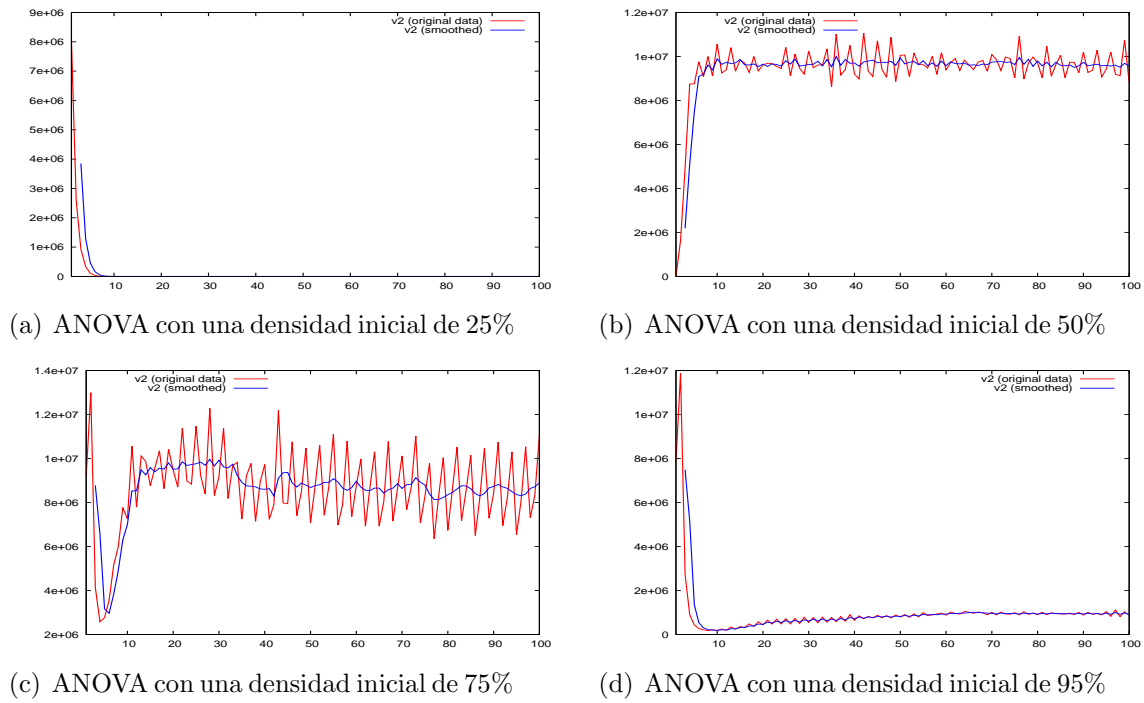 v2 (original data)
v2 (smoothed)
9e+06
8e+06
7e+06
6e+06
5e+06
4e+06
3e+06
2e+06
1e+06
0
10 20 30 40 50 60 70 80 90 100
(a) ANOVA con una densidad inicial de 25%
v2 (original data)
v2 (smoothed)
1.2e+07
1e+07
8e+06
6e+06
4e+06
2e+06
0
10 20 30 40 50 60 70 80 90 100
(b) ANOVA con una densidad inicial de 50%
v2 (original data)
v2 (smoothed)
1.4e+07
1.2e+07
1e+07
8e+06
6e+06
4e+06
2e+06
10 20 30 40 50 60 70 80 90 100
(c) ANOVA con una densidad inicial de 75%
v2 (original data)
v2 (smoothed)
1.2e+07
1e+07
8e+06
6e+06
4e+06
2e+06
0
10 20 30 40 50 60 70 80 90 100
(d) ANOVA con una densidad inicial de 95%